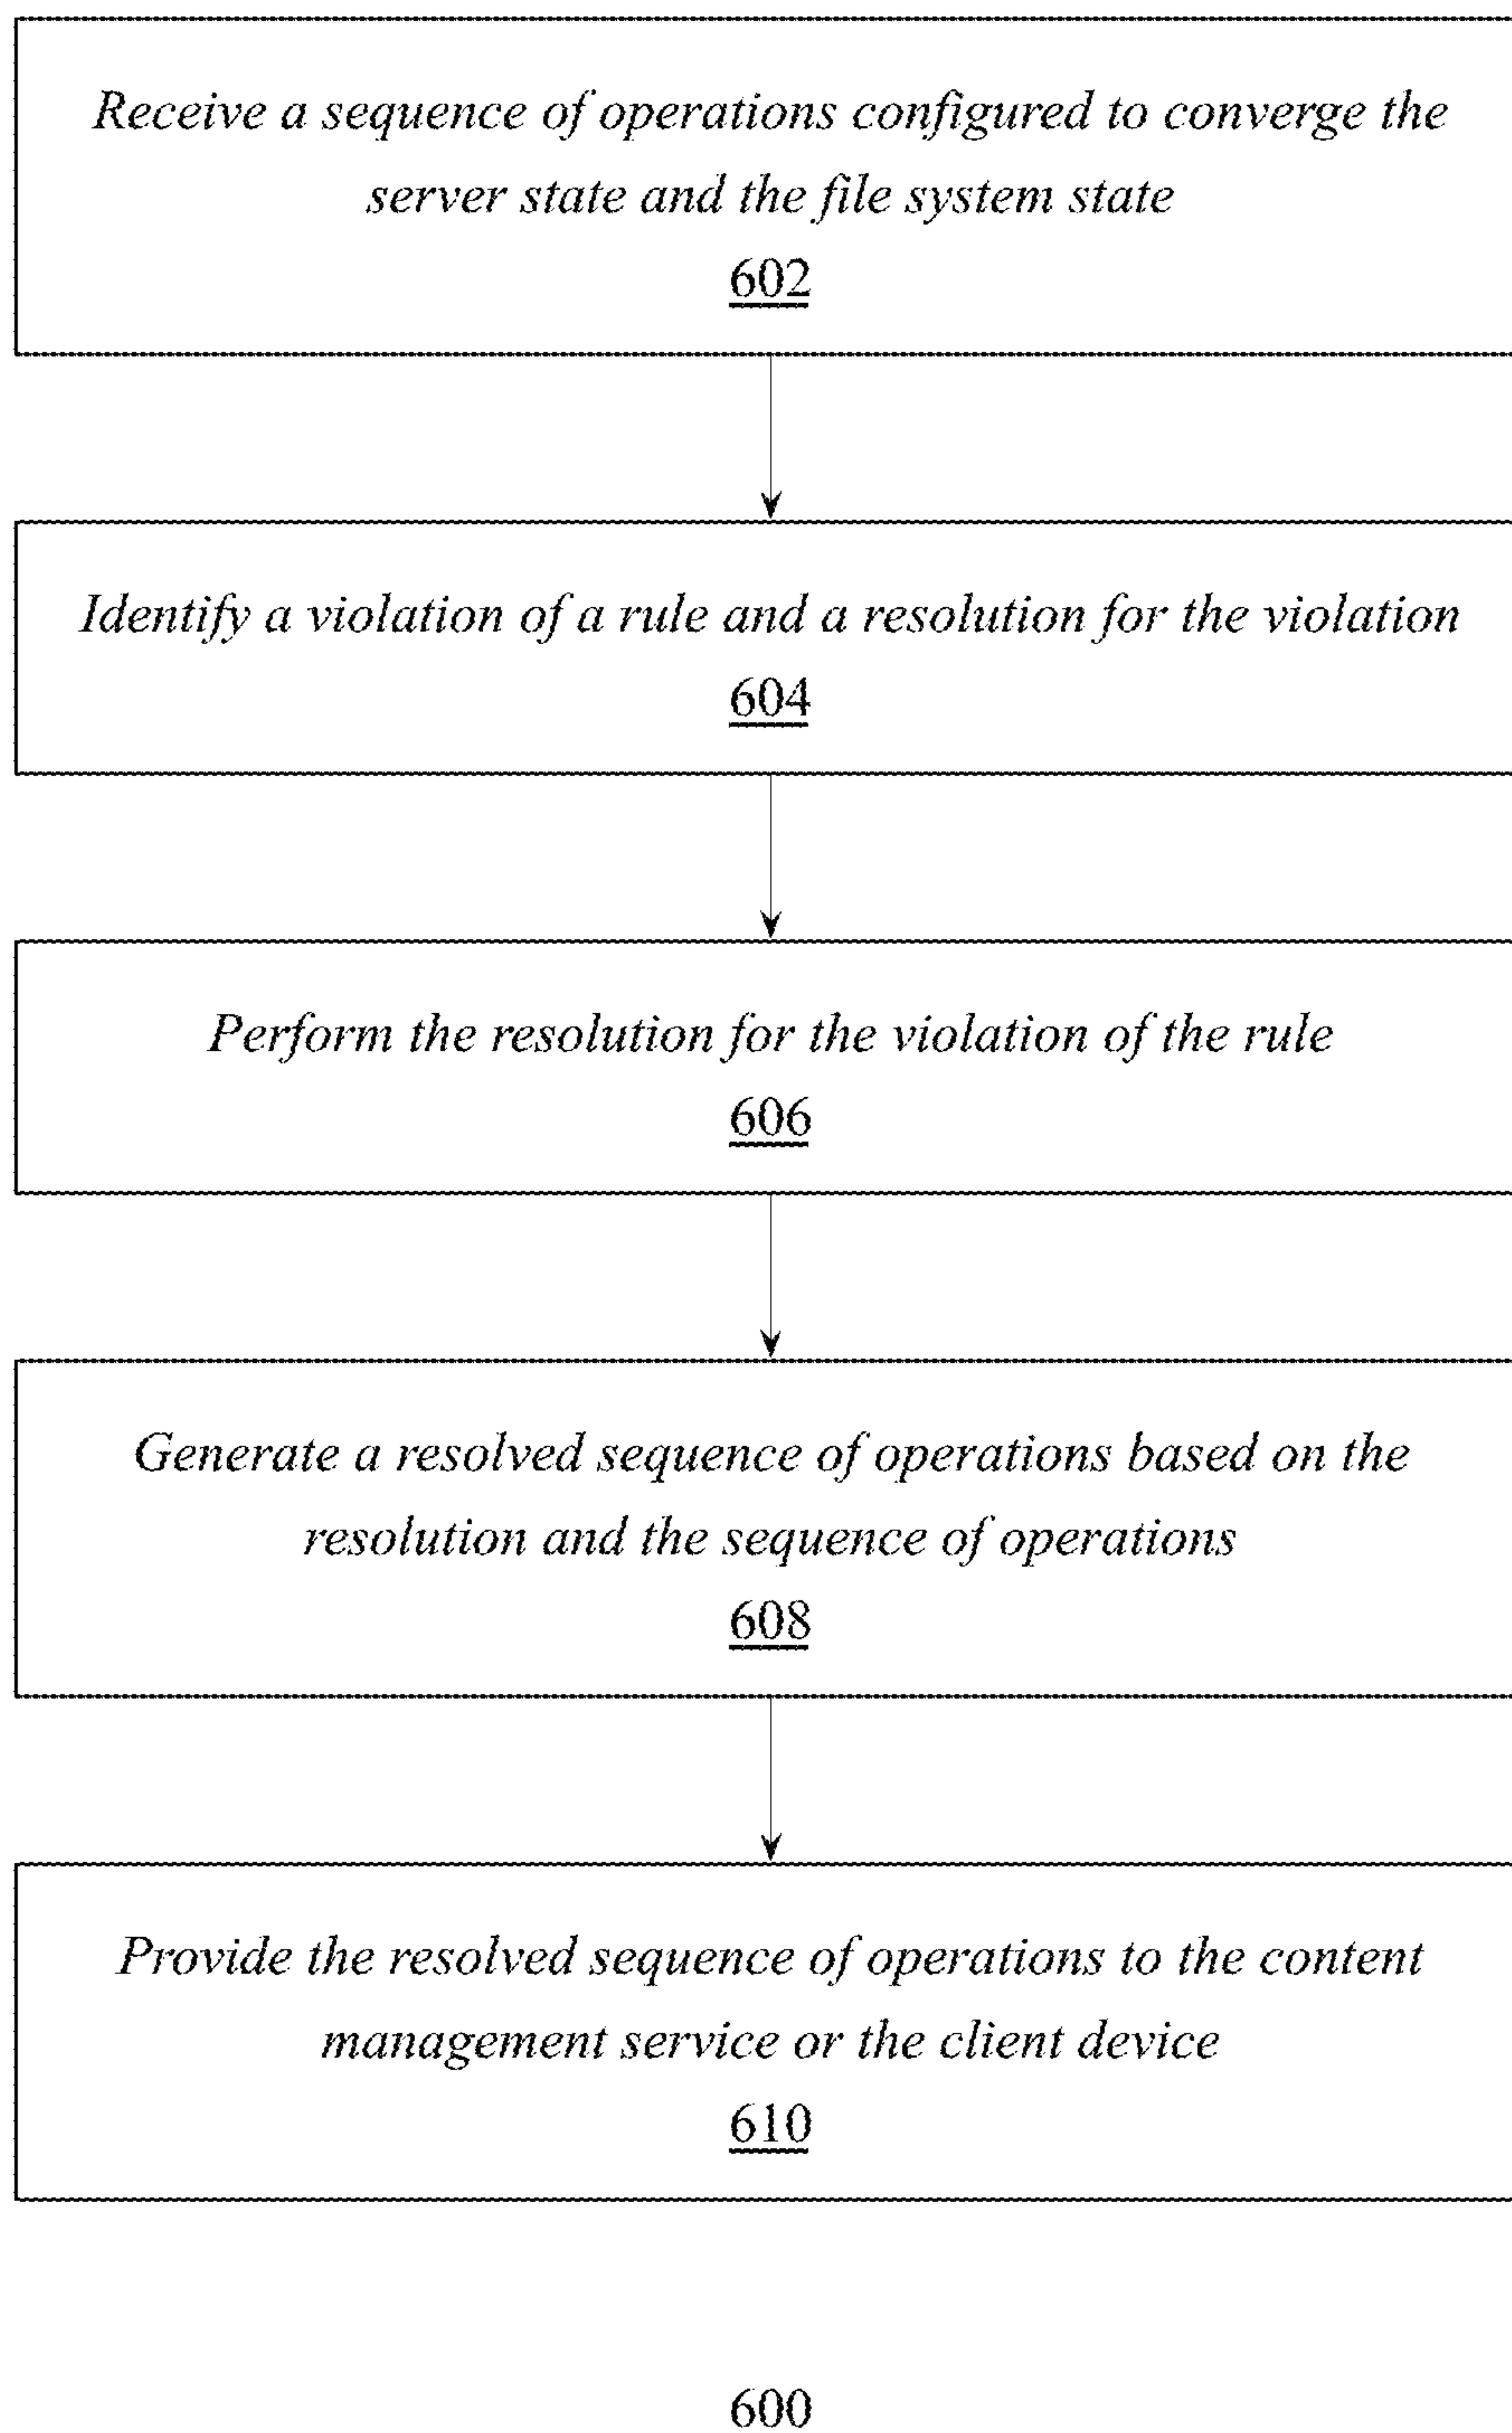 Receive a sequence of operations configured to converge the
server state and the file system state
602
Identify a violation of a rule and a resolution for the violation
604
Perform the resolution for the violation of the rule
606
Generate a resolved sequence of operations based on the
resolution and the sequence of operations
608
Provide the resolved sequence of operations to the content
management service or the client device
610
600